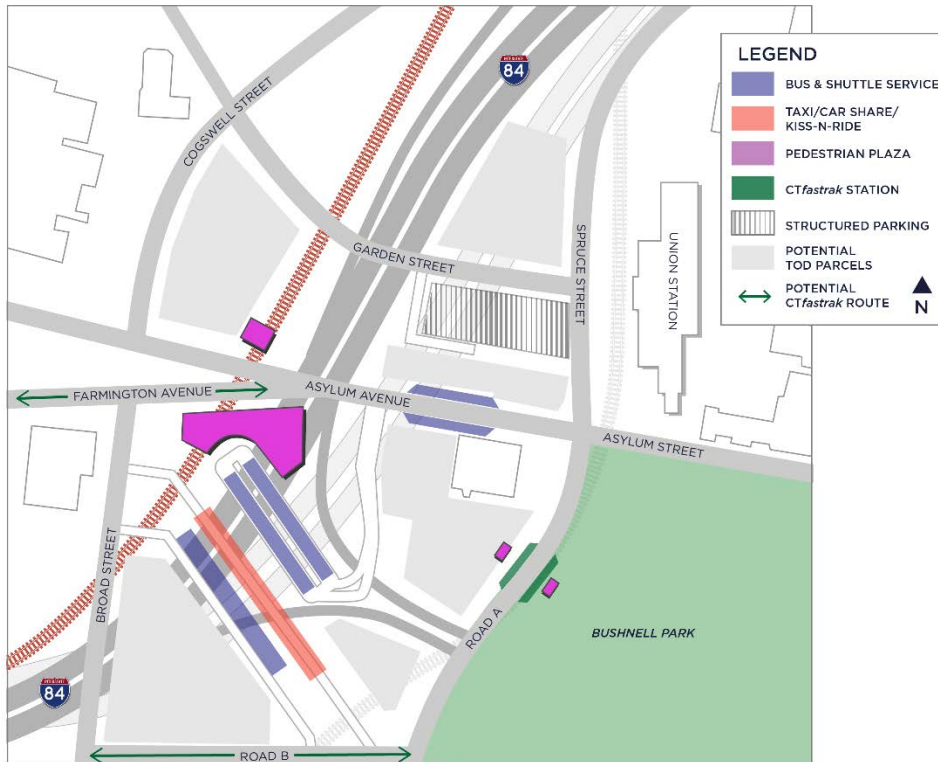 LEGEND
BUS & SHUTTLE SERVICE
TAXI/CAR SHARE/
KISS-N-RIDE
PEDESTRIAN PLAZA
CTfastrak STATION
STRUCTURED PARKING
POTENTIAL
TOD PARCELS
POTENTIAL
CTfastrak ROUTE
N
84
COGSWELL STREET
GARDEN STREET
SPRUCE STREET
UNION STATION
FARMINGTON AVENUE
ASYLUM AVENUE
ASYLUM STREET
BROAD STREET
ROAD A
BUSHNELL PARK
84
ROAD B